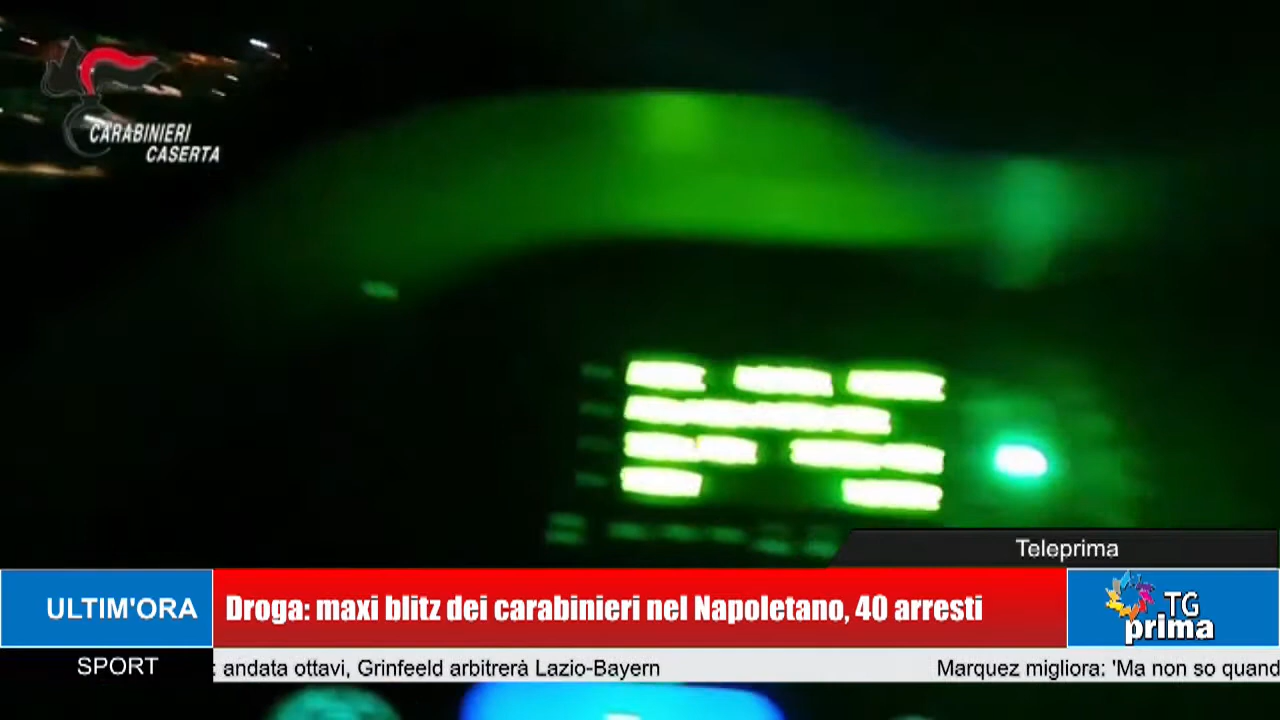 CARABINIERI
CASERTA
Teleprima
ULTIM'ORA
Droga: maxi blitz dei carabinieri nel Napoletano, 40 arresti
TG
prima
SPORT
: andata ottavi, Grinfeeld arbitrerà Lazio-Bayern
Marquez migliora: 'Ma non so quand